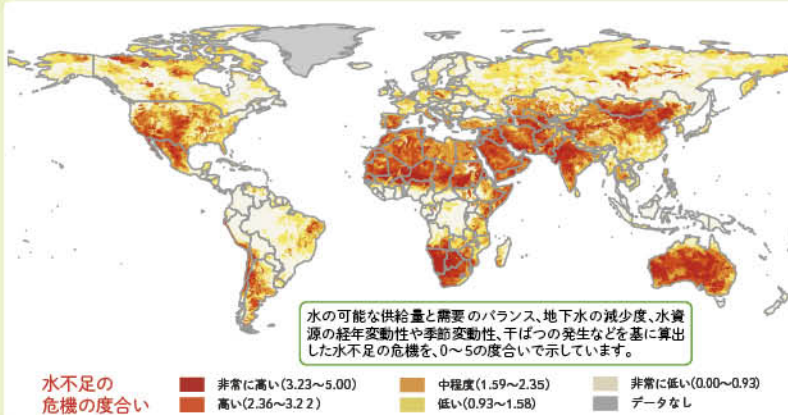 水の可能な供給量と需要のバランス、地下水の減少度、水資
源の経年変動性や季節変動性、干ばつの発生などを基に算出
した水不足の危機を、0〜5の度合いで示しています。
水不足の
危機の度合い
非常に高い(3.23〜5.00)
高い(2.36〜3.22)
中程度(1.59〜2.35)
低い(0.93〜1.58)
非常に低い(0.00〜0.93)
データなし